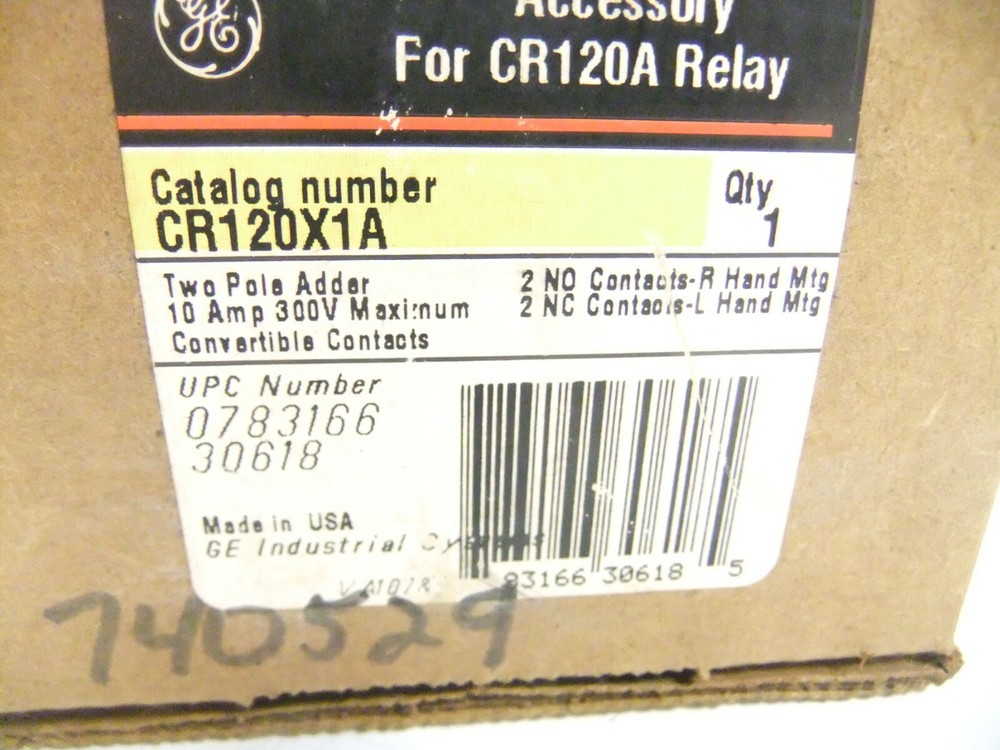 GE
Accessory
For CR120A Relay
Catalog number
CR120X1A
Qty
1
Two Pole Adder
10 Amp 300V Maximum
Convertible Contacts
2 NO Contacts-R Hand Mtg
2 NC Contacts-L Hand Mtg
UPC Number
0783166
30618
Made in USA
GE Industrial Systems
83166 30618 5
740529